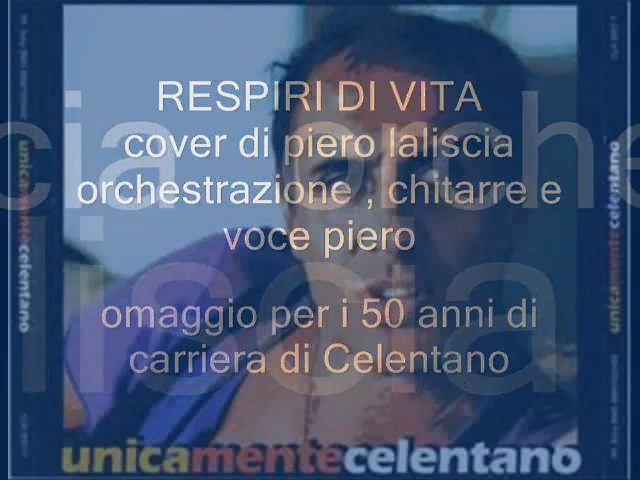 RESPIRI DI VITA
cover di piero laliscia
orchestrazione , chitarre e
voce piero
omaggio per i 50 anni di
carriera di Celentano
unicamentecelentano
unicamentecelentano
unicamentecelentano